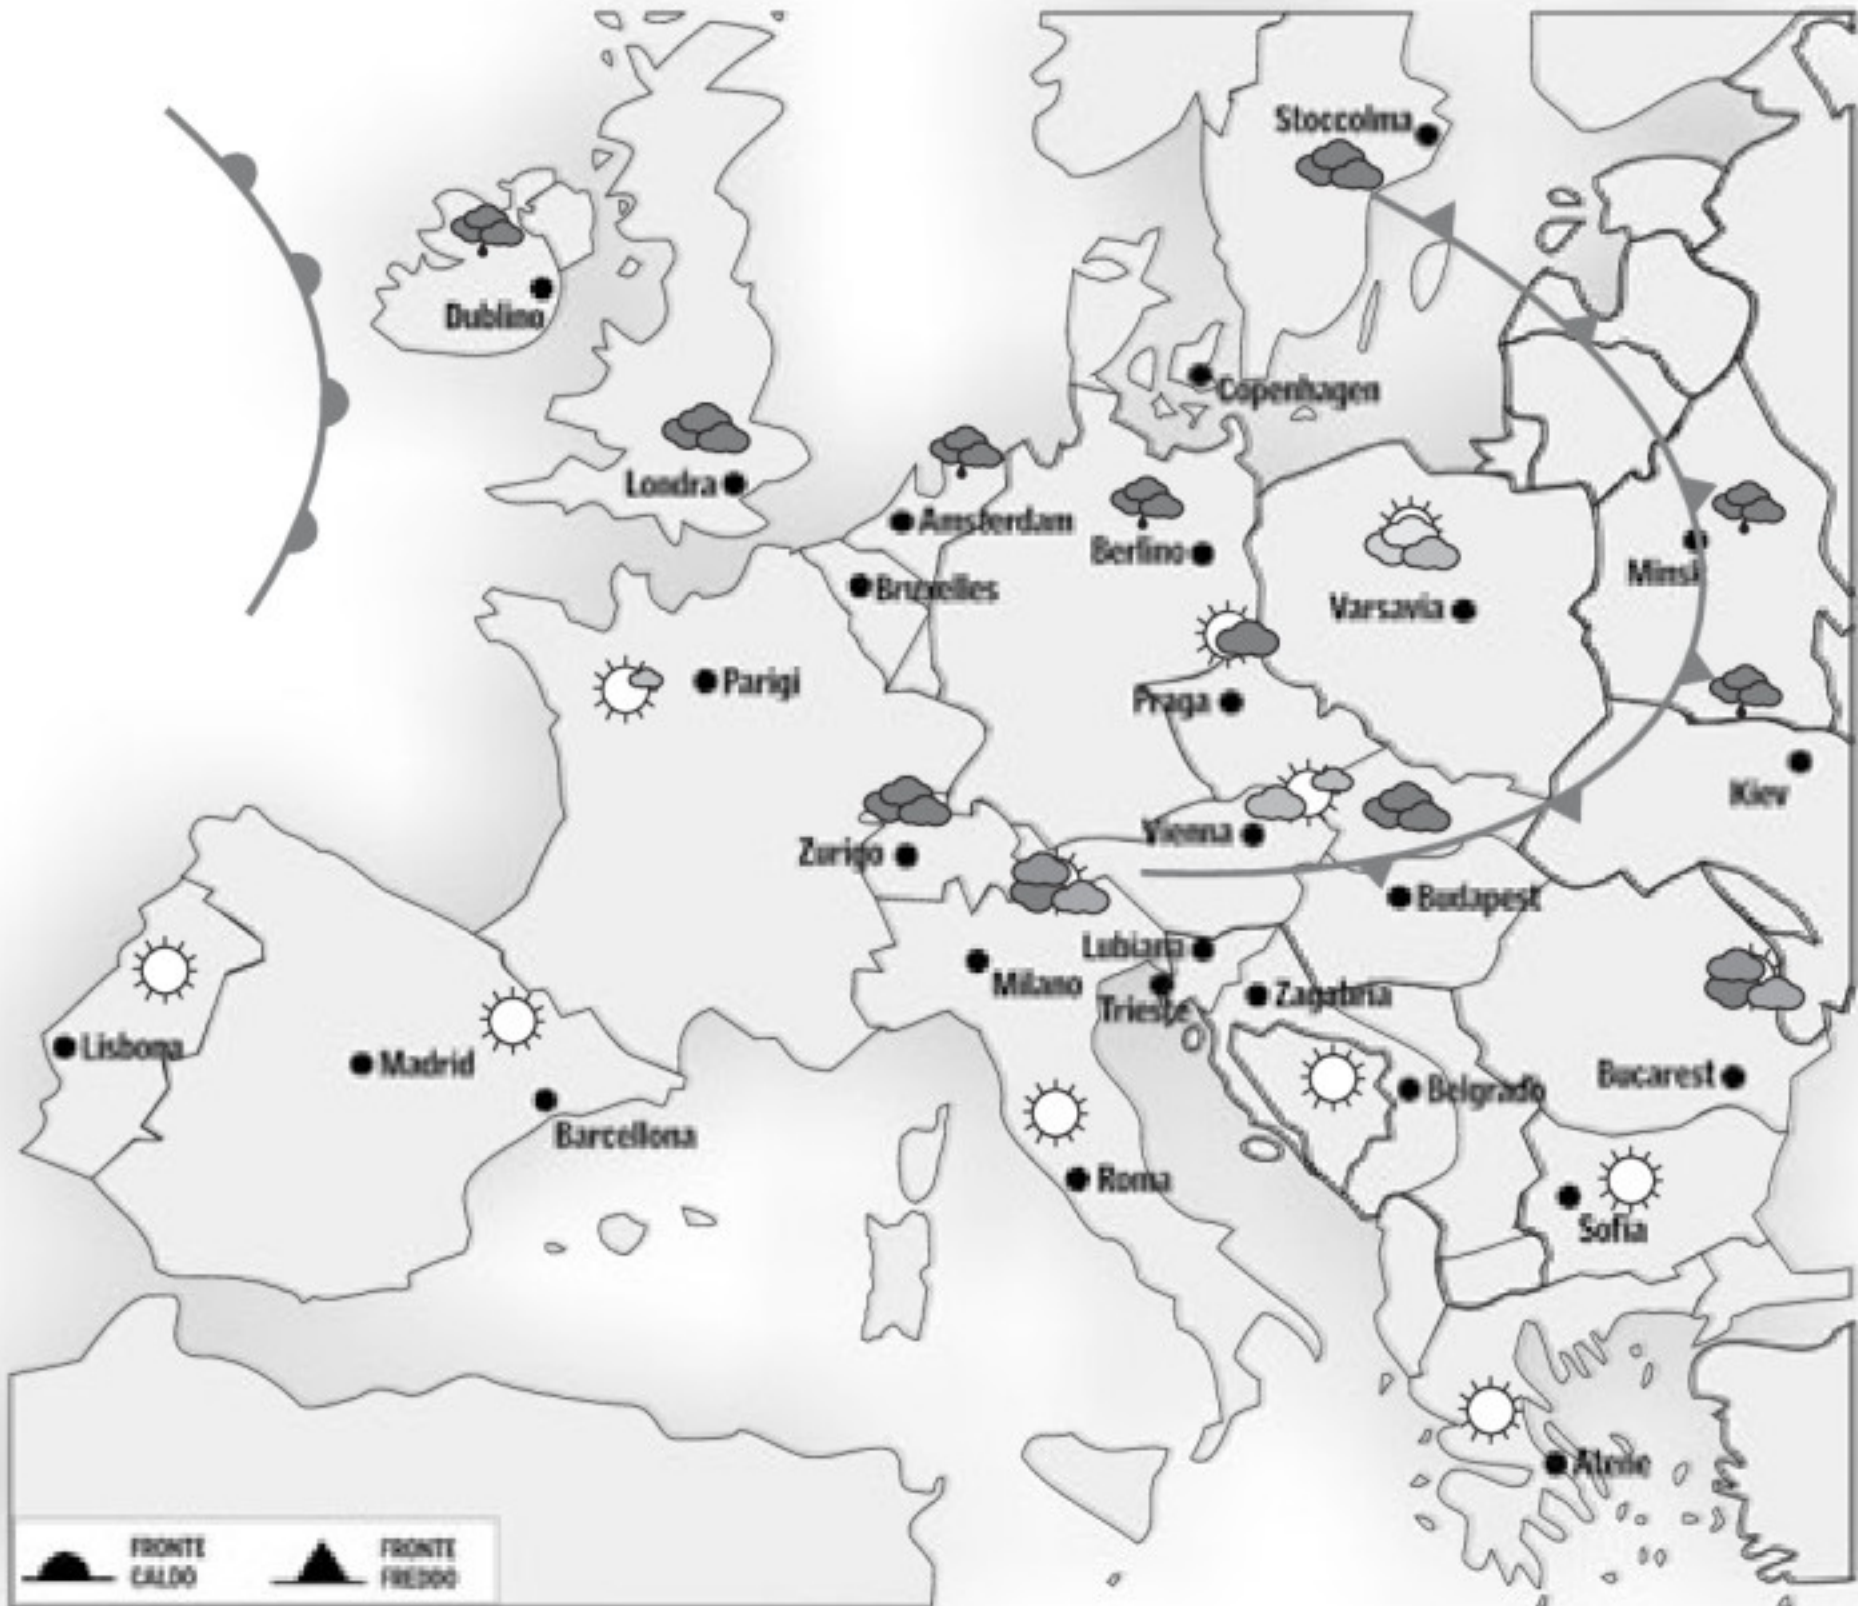 Stoccolma
Dublino
Copenhagen
Londra
Amsterdam
Berlino
Minsk
Bruxelles
Varsavia
Parigi
Praga
Kiev
Vienna
Zurigo
Budapest
Lubiana
Milano
Trieste
Zagabria
Lisbona
Madrid
Belgrado
Bucarest
Barcellona
Roma
Sofia
Atene
FRONTE
CALDO
FRONTE
FREDDO